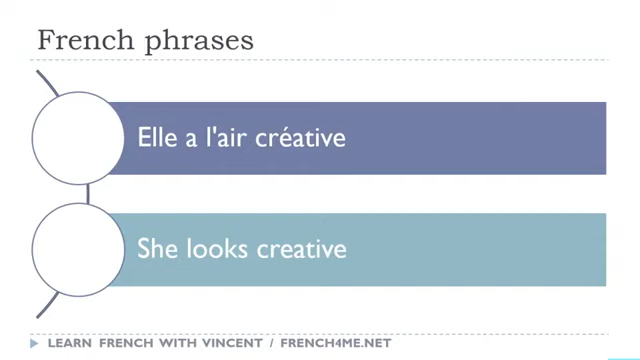 French phrases
Elle a l'air créative
She looks creative
LEARN FRENCH WITH VINCENT / FRENCH4ME.NET